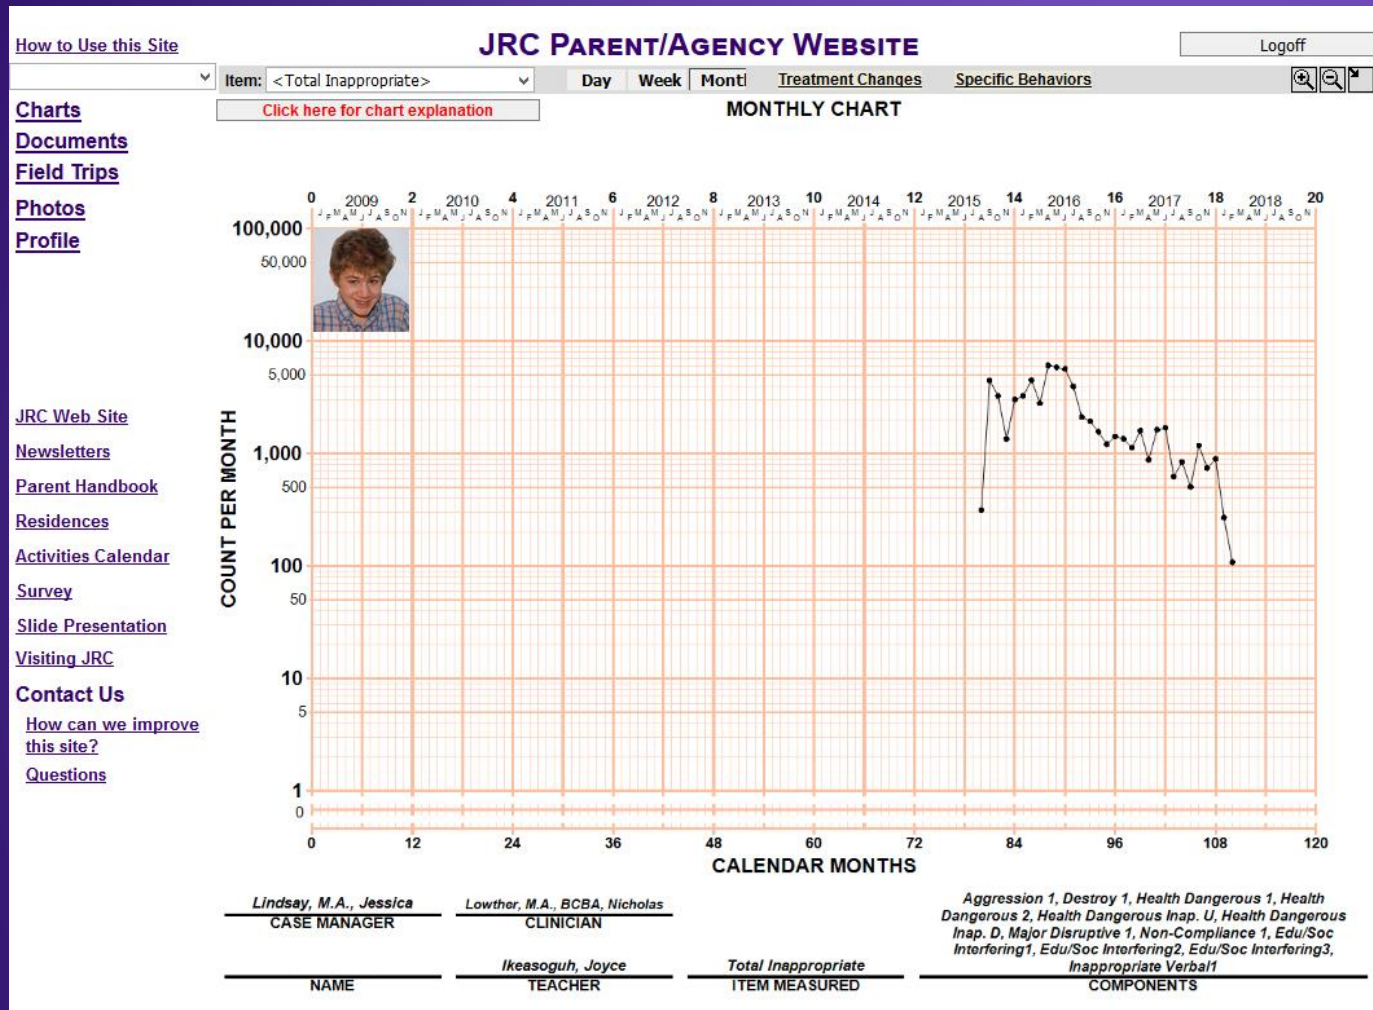 How to Use this Site
JRC PARENT/AGENCY WEBSITE
Logoff
Item: <Total Inappropriate>
Day Week Month Treatment Changes Specific Behaviors
Click here for chart explanation
MONTHLY CHART
Charts
Documents
Field Trips
Photos
Profile
JRC Web Site
Newsletters
Parent Handbook
Residences
Activities Calendar
Survey
Slide Presentation
Visiting JRC
Contact Us
How can we improve
this site?
Questions
0 2009 2 2010 4 2011 6 2012 8 2013 10 2014 12 2015 14 2016 16 2017 18 2018 20
100,000
50,000
10,000
5,000
1,000
500
100
50
10
5
1
0
COUNT PER MONTH
0 12 24 36 48 60 72 84 96 108 120
CALENDAR MONTHS
Lindsay, M.A., Jessica
CASE MANAGER
Lowther, M.A., BCBA, Nicholas
CLINICIAN
Aggression 1, Destroy 1, Health Dangerous 1, Health
Dangerous 2, Health Dangerous Inap. U, Health Dangerous
Inap. D, Major Disruptive 1, Non-Compliance 1, Edu/Soc
Interfering1, Edu/Soc Interfering2, Edu/Soc Interfering3,
Inappropriate Verbal1
COMPONENTS
NAME
Ikeasoguh, Joyce
TEACHER
Total Inappropriate
ITEM MEASURED